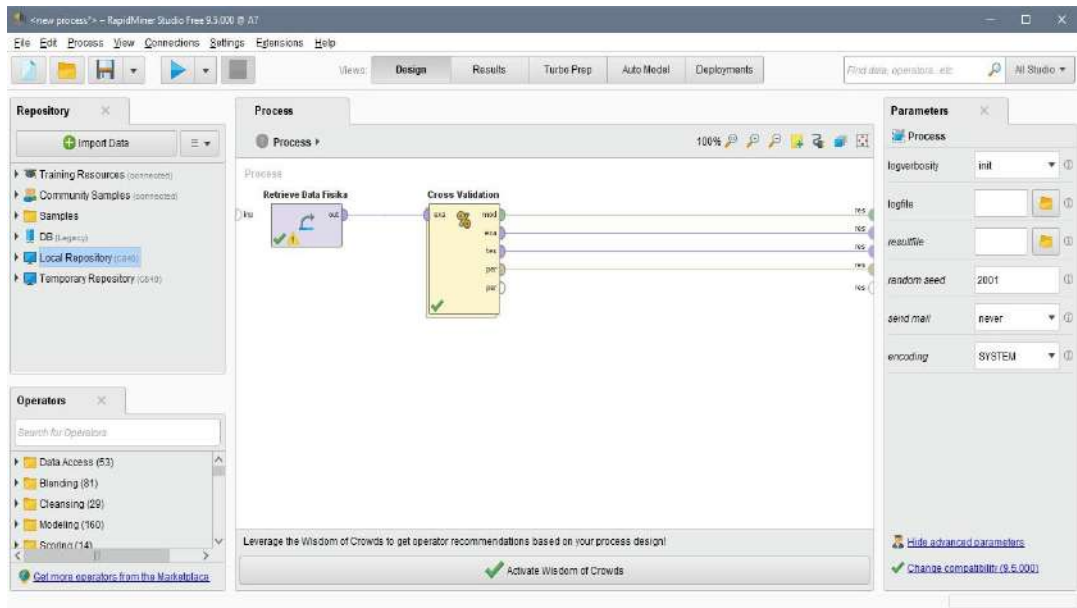 <new process*> – RapidMiner Studio Free 9.5.000 @ A7
File Edit Process View Connections Settings Extensions Help
Views: Design Results Turbo Prep Auto Model Deployments
Find data, operators...etc All Studio
Repository
Import Data
Training Resources (connected)
Community Samples (connected)
Samples
DB (Legacy)
Local Repository
Temporary Repository
Operators
Search for Operators
Data Access (53)
Blending (81)
Cleansing (29)
Modeling (160)
Scoring (14)
Get more operators from the Marketplace
Process
Process
100%
Process
Retrieve Data Fisika
Cross Validation
inp
out
exa
mod
exa
tes
per
per
res
res
res
res
res
Leverage the Wisdom of Crowds to get operator recommendations based on your process design!
Activate Wisdom of Crowds
Parameters
Process
logverbosity init
logfile
resultfile
random seed 2001
send mail never
encoding SYSTEM
Hide advanced parameters
Change compatibility (9.5.000)